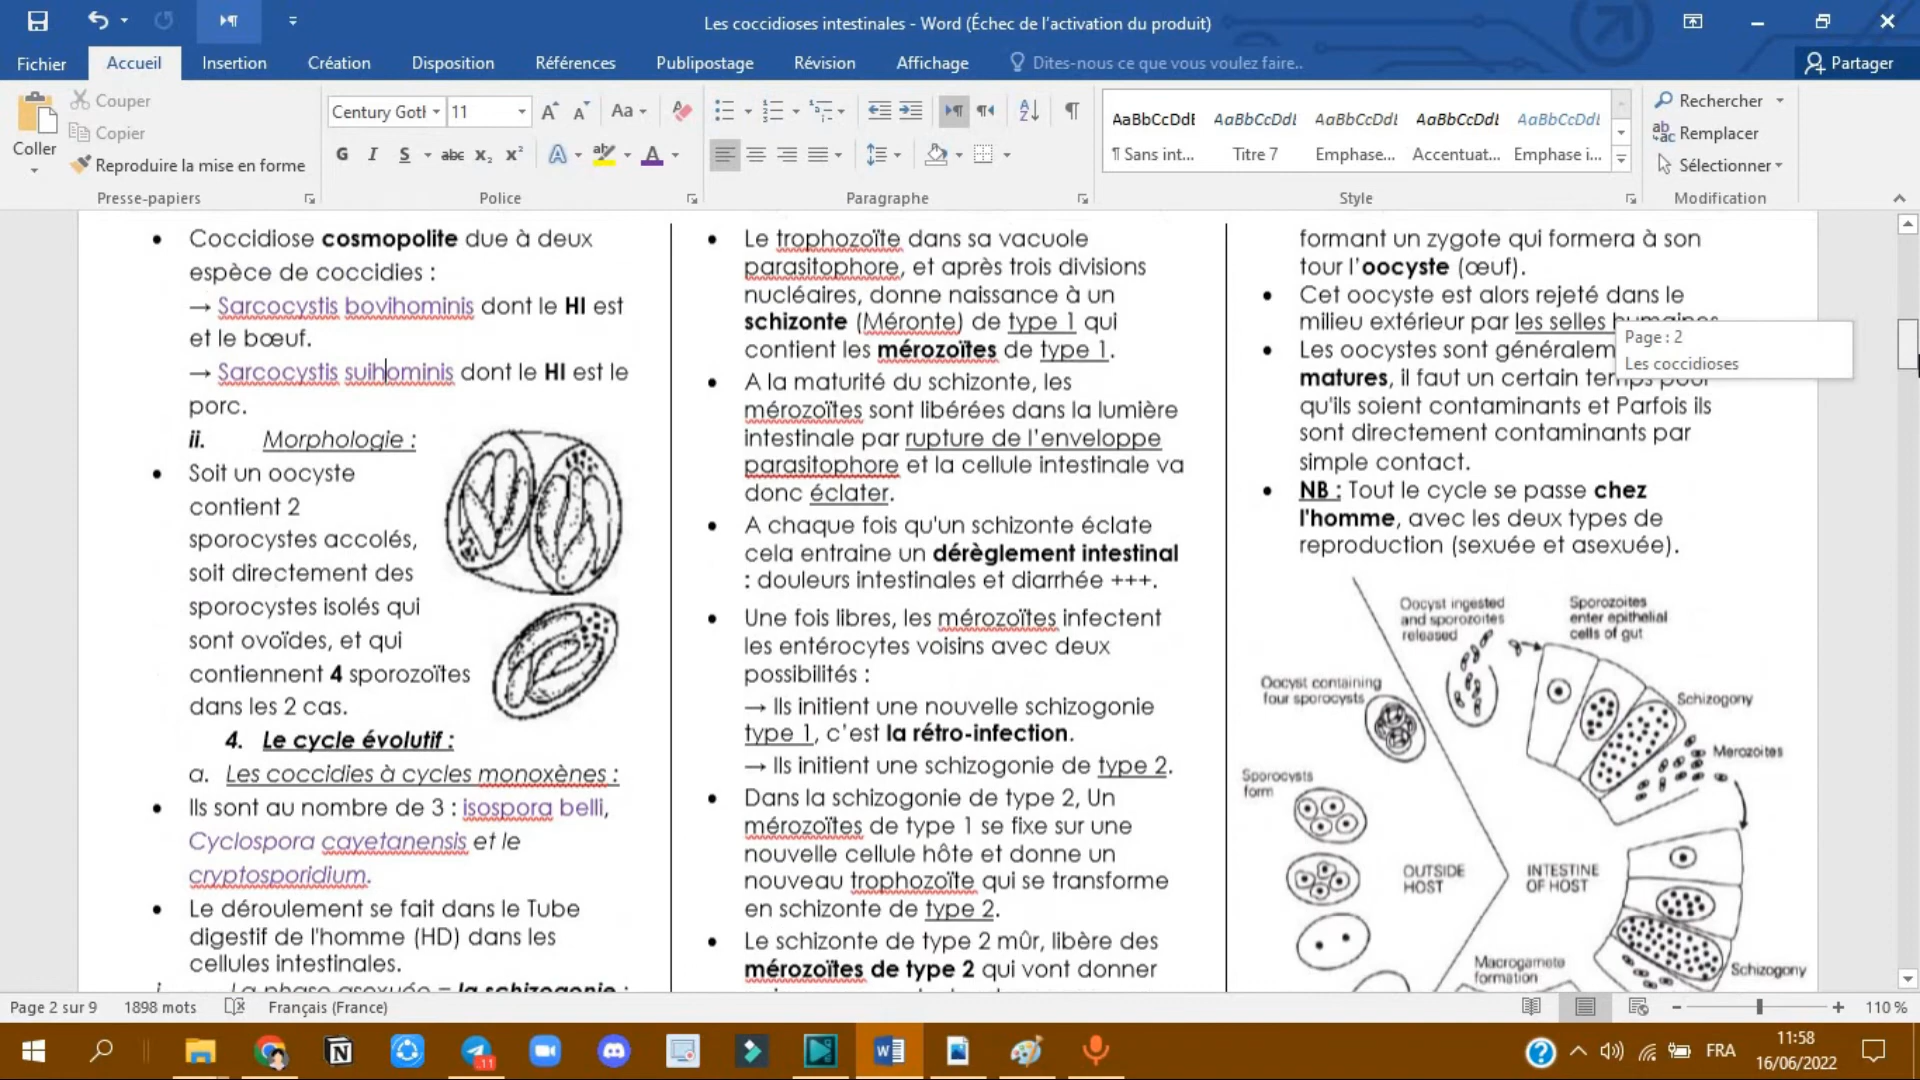 Les coccidioses intestinales - Word (Échec de l'activation du produit)
Fichier
Accueil
Insertion
Création
Disposition
Références
Publipostage
Révision
Affichage
Dites-nous ce que vous voulez faire..
Partager
Coller
Couper
Copier
Reproduire la mise en forme
Presse-papiers
Century Gotl
11
Aa
G I S abc x₂ x²
A
Police
Paragraphe
AaBbCcDdE
AaBbCcDdL
AaBbCcDdL
AaBbCcDdL
AaBbCcDdL
¶ Sans int...
Titre 7
Emphase...
Accentuat...
Emphase i...
Style
Rechercher
Remplacer
Sélectionner
Modification
• Coccidiose cosmopolite due à deux
espèce de coccidies :
→ Sarcocystis bovihominis dont le HI est
et le bœuf.
→ Sarcocystis suihominis dont le HI est le
porc.
ii. Morphologie :
• Soit un oocyste
contient 2
sporocystes accolés,
soit directement des
sporocystes isolés qui
sont ovoïdes, et qui
contiennent 4 sporozoïtes
dans les 2 cas.
4. Le cycle évolutif :
a. Les coccidies à cycles monoxènes :
• Ils sont au nombre de 3 : isospora belli,
Cyclospora cayetanensis et le
cryptosporidium.
• Le déroulement se fait dans le Tube
digestif de l'homme (HD) dans les
cellules intestinales.
i. La phase asexuée = la schizogonie :
• Le trophozoïte dans sa vacuole
parasitophore, et après trois divisions
nucléaires, donne naissance à un
schizonte (Méronte) de type 1 qui
contient les mérozoïtes de type 1.
• A la maturité du schizonte, les
mérozoïtes sont libérées dans la lumière
intestinale par rupture de l'enveloppe
parasitophore et la cellule intestinale va
donc éclater.
• A chaque fois qu'un schizonte éclate
cela entraine un dérèglement intestinal
: douleurs intestinales et diarrhée +++.
• Une fois libres, les mérozoïtes infectent
les entérocytes voisins avec deux
possibilités :
→ Ils initient une nouvelle schizogonie
type 1, c'est la rétro-infection.
→ Ils initient une schizogonie de type 2.
• Dans la schizogonie de type 2, Un
mérozoïtes de type 1 se fixe sur une
nouvelle cellule hôte et donne un
nouveau trophozoïte qui se transforme
en schizonte de type 2.
• Le schizonte de type 2 mûr, libère des
mérozoïtes de type 2 qui vont donner
formant un zygote qui formera à son
tour l'oocyste (œuf).
• Cet oocyste est alors rejeté dans le
milieu extérieur par les selles humaines
• Les oocystes sont généralem
matures, il faut un certain temps pour
qu'ils soient contaminants et Parfois ils
sont directement contaminants par
simple contact.
• NB : Tout le cycle se passe chez
l'homme, avec les deux types de
reproduction (sexuée et asexuée).
Page : 2
Les coccidioses
Oocyst ingested
and sporozoites
released
Sporozoites
enter epithelial
cells of gut
Oocyst containing
four sporocysts
Schizogony
Merozoites
Sporocysts
form
OUTSIDE
HOST
INTESTINE
OF HOST
Macrogamete
formation
Schizogony
Page 2 sur 9
1898 mots
Français (France)
110 %
11
FRA
11:58
16/06/2022